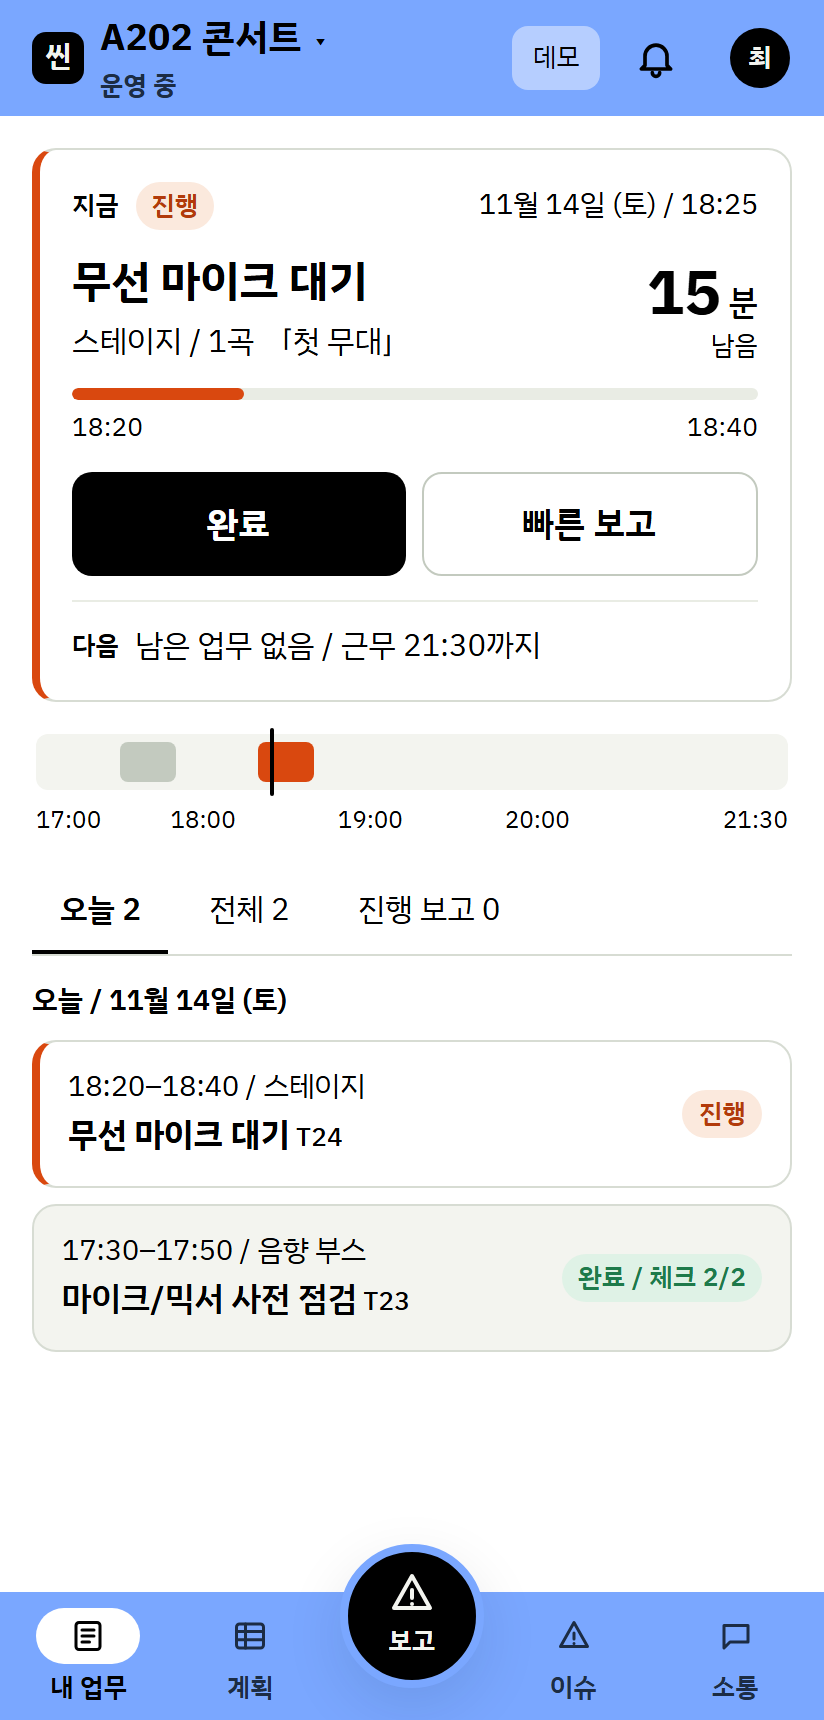 씬
A202 콘서트
운영 중
데모
최
지금 진행 11월 14일 (토) / 18:25
무선 마이크 대기
15 분
스테이지 / 1곡 「첫 무대」
남음
18:20 18:40
완료 빠른 보고
다음 남은 업무 없음 / 근무 21:30까지
17:00 18:00 19:00 20:00 21:30
오늘 2 전체 2 진행 보고 0
오늘 / 11월 14일 (토)
18:20–18:40 / 스테이지
무선 마이크 대기 T24
진행
17:30–17:50 / 음향 부스
마이크/믹서 사전 점검 T23
완료 / 체크 2/2
내 업무 계획 보고 이슈 소통